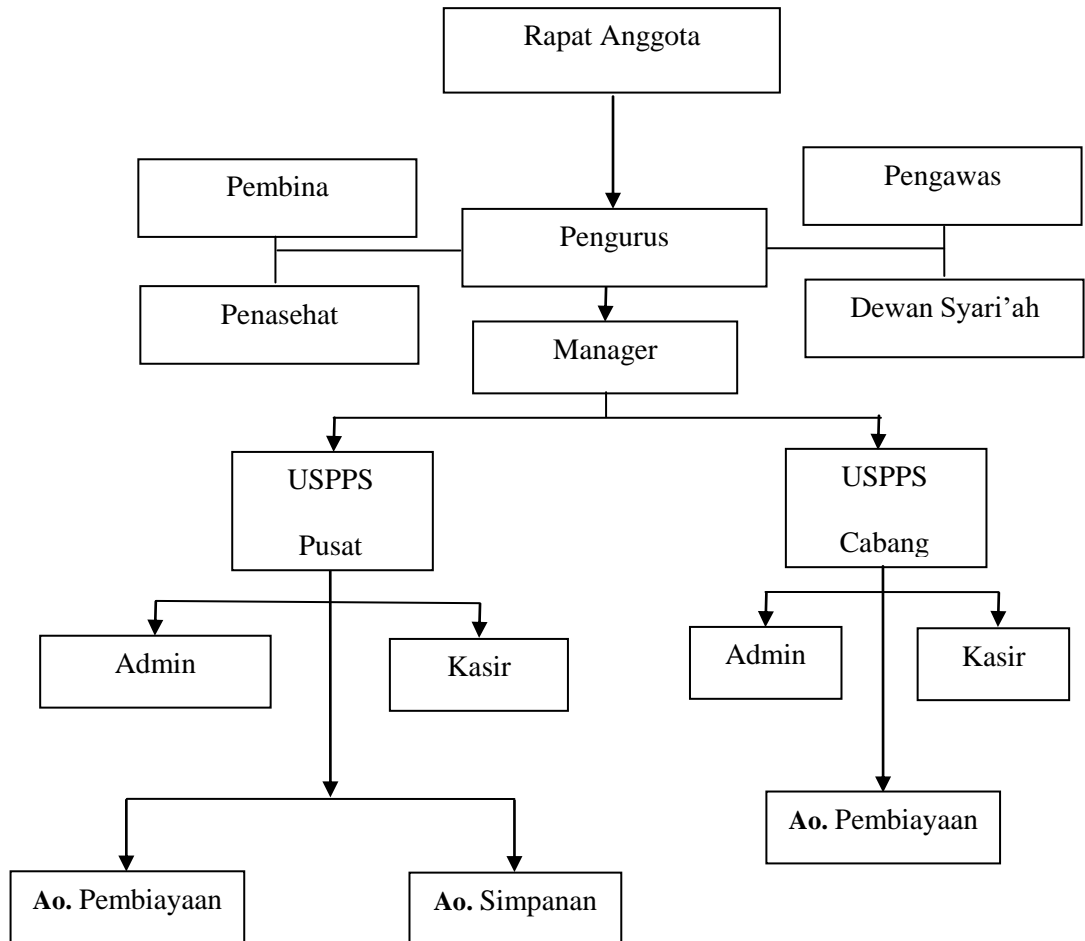 Rapat Anggota
Pembina
Pengawas
Pengurus
Penasehat
Dewan Syari’ah
Manager
USPPS
Pusat
USPPS
Cabang
Admin
Kasir
Admin
Kasir
Ao. Pembiayaan
Ao. Pembiayaan
Ao. Simpanan